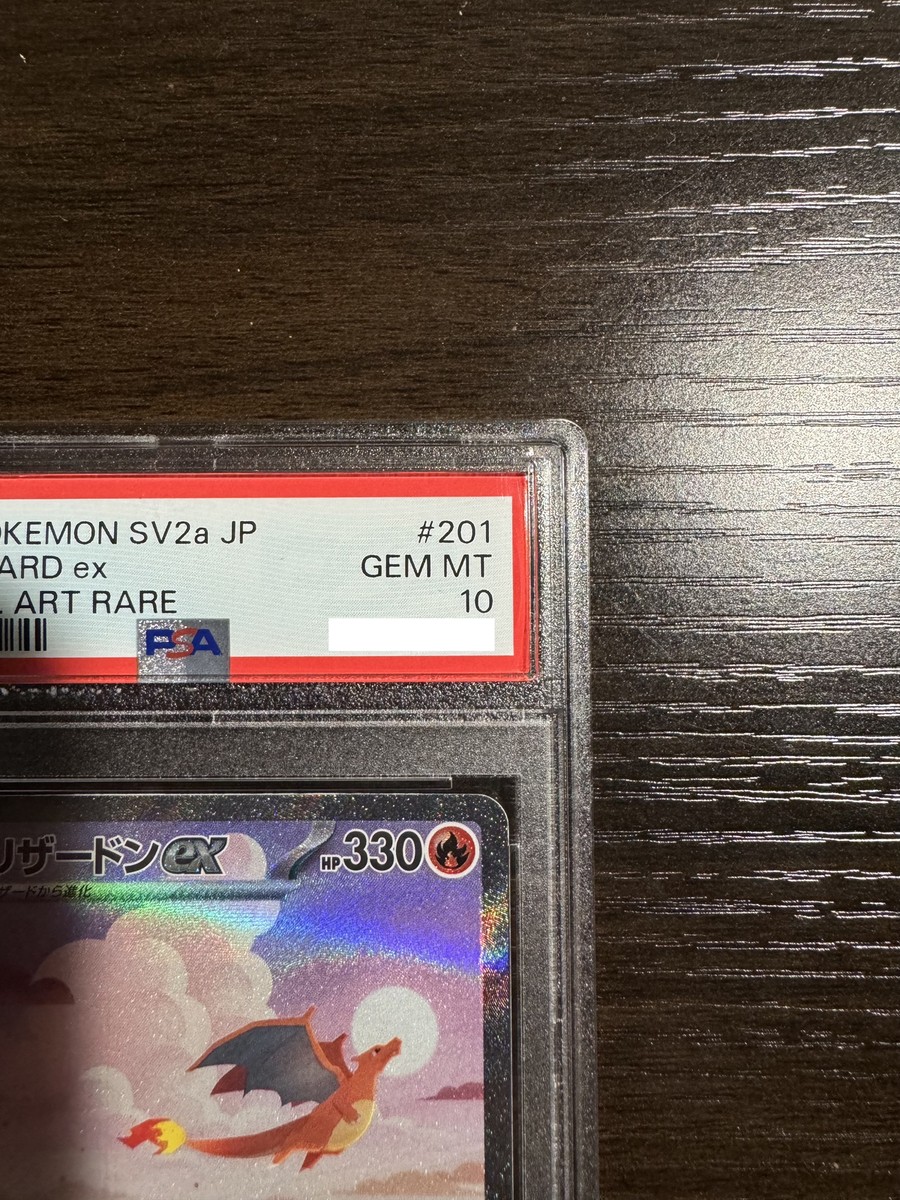 OKEMON SV2a JP #201
ARD ex GEM MT
ART RARE 10
PSA
リザードンex HP330
ザードから進化